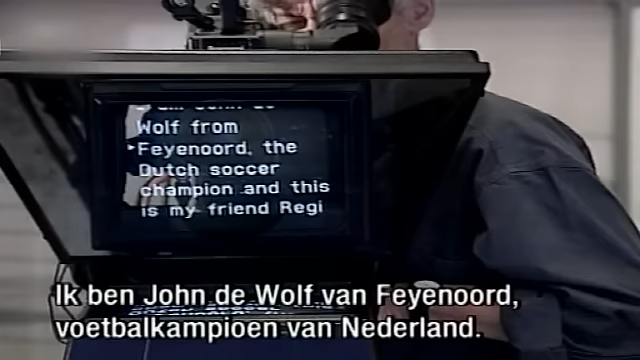 Wolf from
Feyenoord, the
Dutch soccer
champion and this
is my friend Regi
Ik ben John de Wolf van Feyenoord,
voetbalkampioen van Nederland.